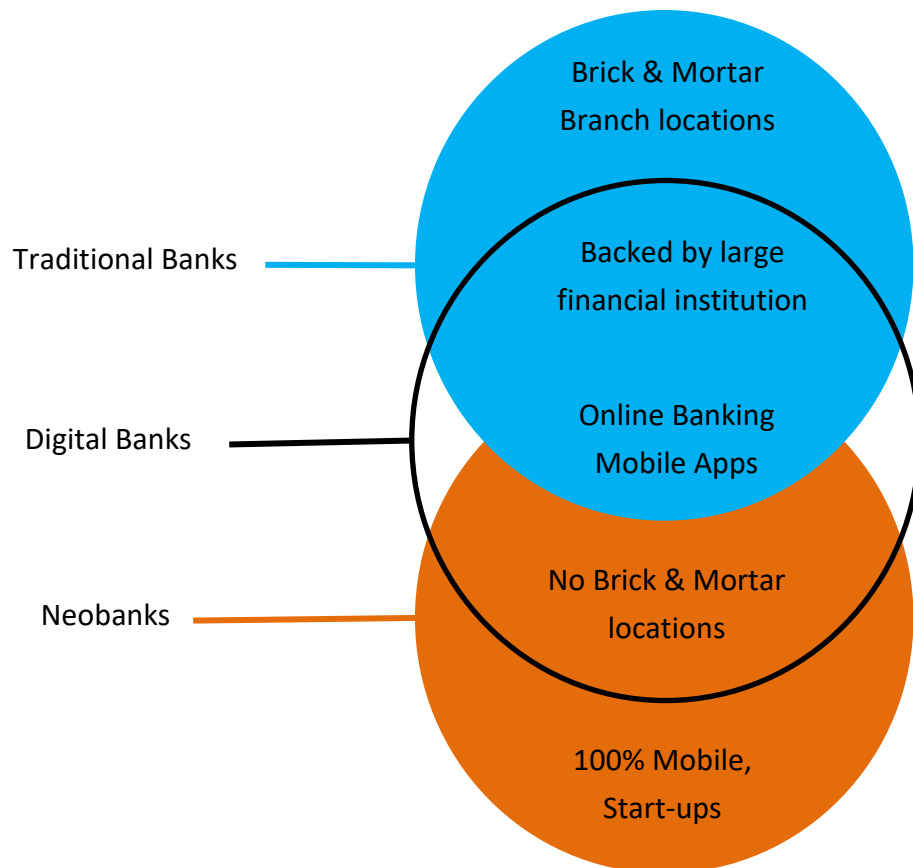 Brick & Mortar
Branch locations
Traditional Banks
Backed by large
financial institution
Digital Banks
Online Banking
Mobile Apps
Neobanks
No Brick & Mortar
locations
100% Mobile,
Start-ups